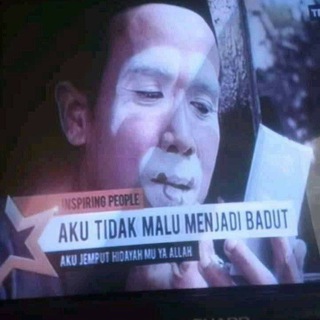 INSPIRING PEOPLE
AKU TIDAK MALU MENJADI BADUT
AKU JEMPUT HIDAYAH MU YA ALLAH